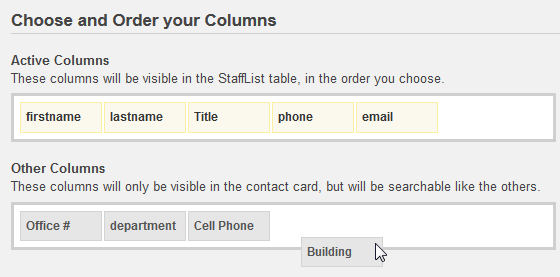 Choose and Order your Columns
Active Columns
These columns will be visible in the StaffList table, in the order you choose.
firstname lastname Title phone email
Other Columns
These columns will only be visible in the contact card, but will be searchable like the others.
Office # department Cell Phone
Building